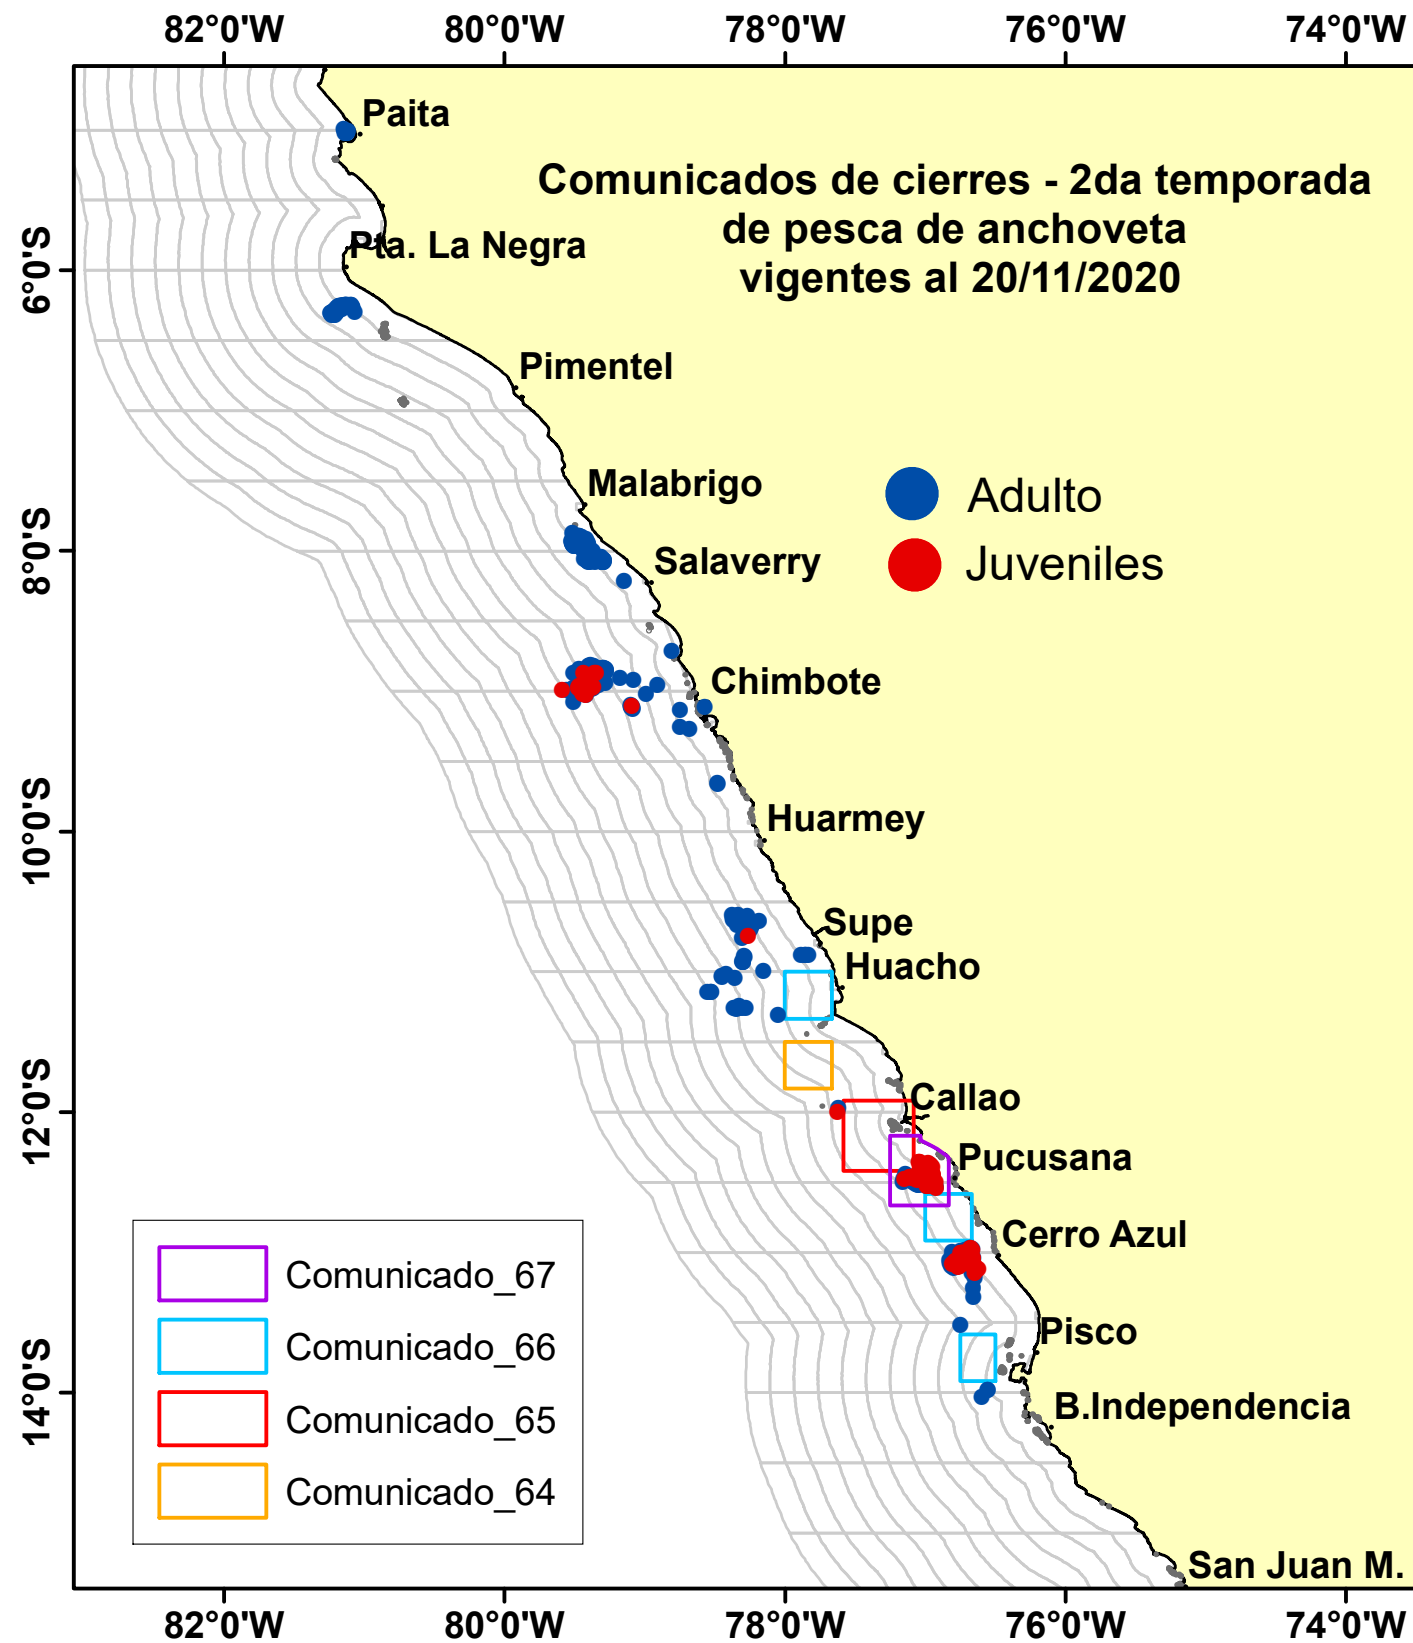 82°0'W 80°0'W 78°0'W 76°0'W 74°0'W
Paita
Comunicados de cierres - 2da temporada
de pesca de anchoveta
vigentes al 20/11/2020
Pta. La Negra
6°0'S
Pimentel
Malabrigo
Adulto
Juveniles
8°0'S
Salaverry
Chimbote
10°0'S
Huarmey
Supe
Huacho
12°0'S
Callao
Pucusana
Cerro Azul
Pisco
14°0'S
B.Independencia
San Juan M.
Comunicado_67
Comunicado_66
Comunicado_65
Comunicado_64
82°0'W 80°0'W 78°0'W 76°0'W 74°0'W